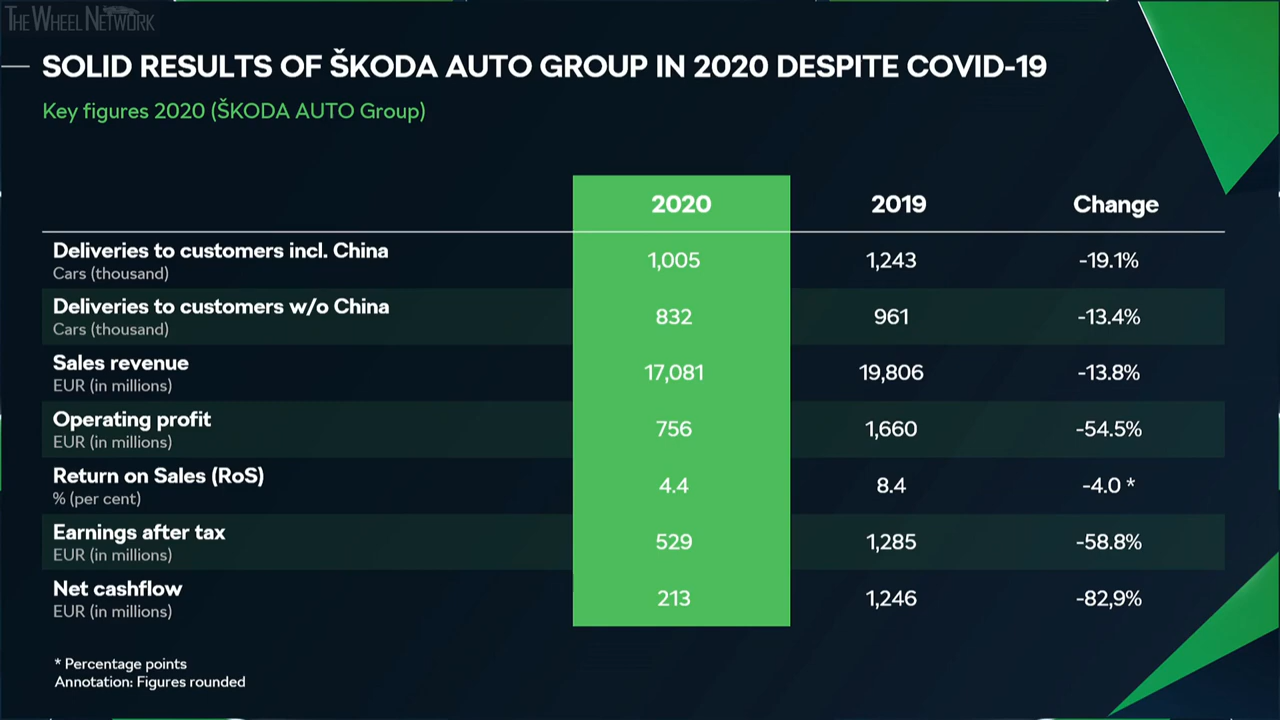 THE WHEEL NETWORK
SOLID RESULTS OF ŠKODA AUTO GROUP IN 2020 DESPITE COVID-19
Key figures 2020 (ŠKODA AUTO Group)
2020 2019 Change
Deliveries to customers incl. China
Cars (thousand)
1,005 1,243 -19.1%
Deliveries to customers w/o China
Cars (thousand)
832 961 -13.4%
Sales revenue
EUR (in millions)
17,081 19,806 -13.8%
Operating profit
EUR (in millions)
756 1,660 -54.5%
Return on Sales (RoS)
% (per cent)
4.4 8.4 -4.0 *
Earnings after tax
EUR (in millions)
529 1,285 -58.8%
Net cashflow
EUR (in millions)
213 1,246 -82,9%
* Percentage points
Annotation: Figures rounded